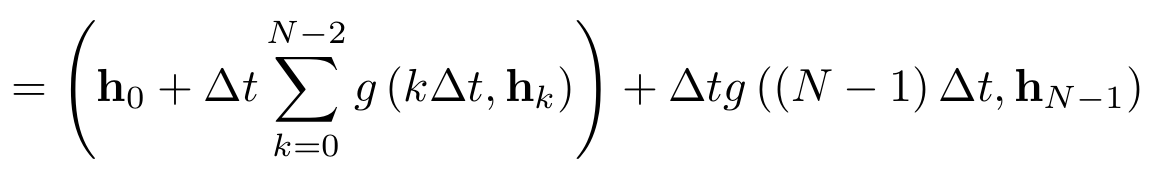 = \left( \mathbf{h}_0 + \Delta t \sum_{k=0}^{N-2} g \left( k \Delta t, \mathbf{h}_k \right) \right) + \Delta t g \left( \left( N - 1 \right) \Delta t, \mathbf{h}_{N-1} \right)